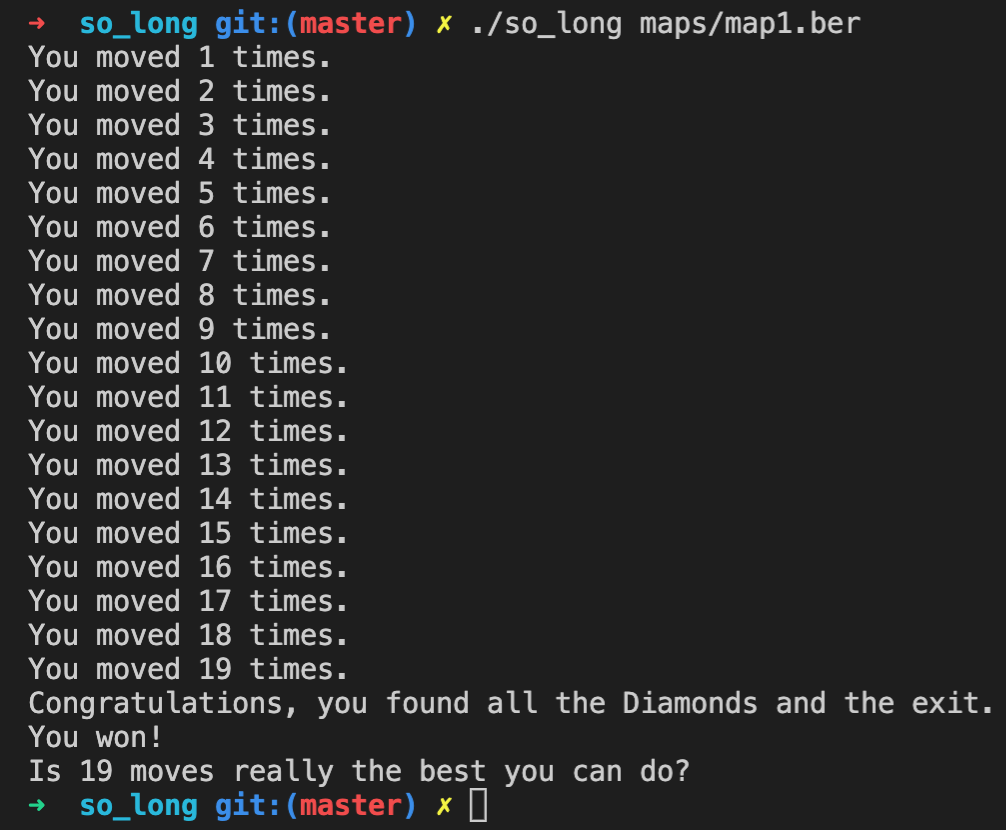 ➜  so_long git:(master) ✗ ./so_long maps/map1.ber
You moved 1 times.
You moved 2 times.
You moved 3 times.
You moved 4 times.
You moved 5 times.
You moved 6 times.
You moved 7 times.
You moved 8 times.
You moved 9 times.
You moved 10 times.
You moved 11 times.
You moved 12 times.
You moved 13 times.
You moved 14 times.
You moved 15 times.
You moved 16 times.
You moved 17 times.
You moved 18 times.
You moved 19 times.
Congratulations, you found all the Diamonds and the exit.
You won!
Is 19 moves really the best you can do?
➜  so_long git:(master) ✗